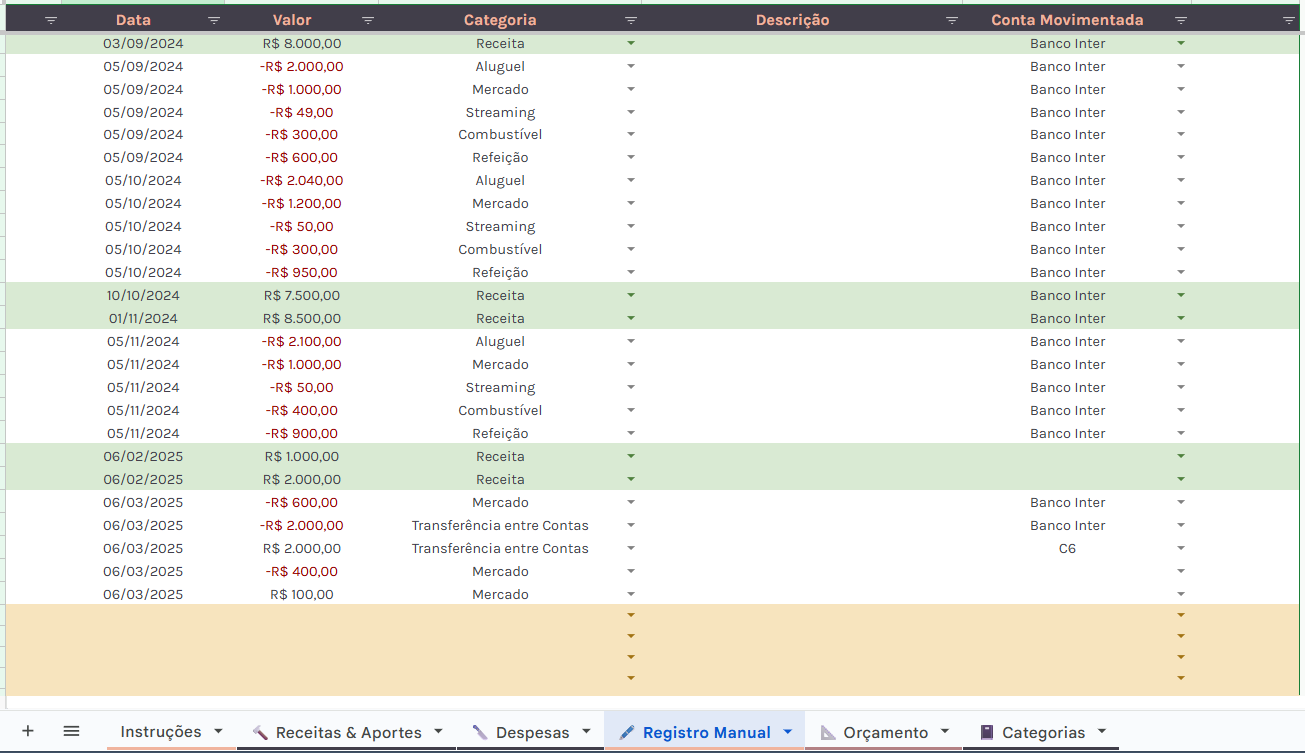 Data Valor Categoria Descrição Conta Movimentada
03/09/2024 R$ 8.000,00 Receita Banco Inter
05/09/2024 -R$ 2.000,00 Aluguel Banco Inter
05/09/2024 -R$ 1.000,00 Mercado Banco Inter
05/09/2024 -R$ 49,00 Streaming Banco Inter
05/09/2024 -R$ 300,00 Combustível Banco Inter
05/09/2024 -R$ 600,00 Refeição Banco Inter
05/10/2024 -R$ 2.040,00 Aluguel Banco Inter
05/10/2024 -R$ 1.200,00 Mercado Banco Inter
05/10/2024 -R$ 50,00 Streaming Banco Inter
05/10/2024 -R$ 300,00 Combustível Banco Inter
05/10/2024 -R$ 950,00 Refeição Banco Inter
10/10/2024 R$ 7.500,00 Receita Banco Inter
01/11/2024 R$ 8.500,00 Receita Banco Inter
05/11/2024 -R$ 2.100,00 Aluguel Banco Inter
05/11/2024 -R$ 1.000,00 Mercado Banco Inter
05/11/2024 -R$ 50,00 Streaming Banco Inter
05/11/2024 -R$ 400,00 Combustível Banco Inter
05/11/2024 -R$ 900,00 Refeição Banco Inter
06/02/2025 R$ 1.000,00 Receita
06/02/2025 R$ 2.000,00 Receita
06/03/2025 -R$ 600,00 Mercado Banco Inter
06/03/2025 -R$ 2.000,00 Transferência entre Contas Banco Inter
06/03/2025 R$ 2.000,00 Transferência entre Contas C6
06/03/2025 -R$ 400,00 Mercado
06/03/2025 R$ 100,00 Mercado
Instruções Receitas & Aportes Despesas Registro Manual Orçamento Categorias